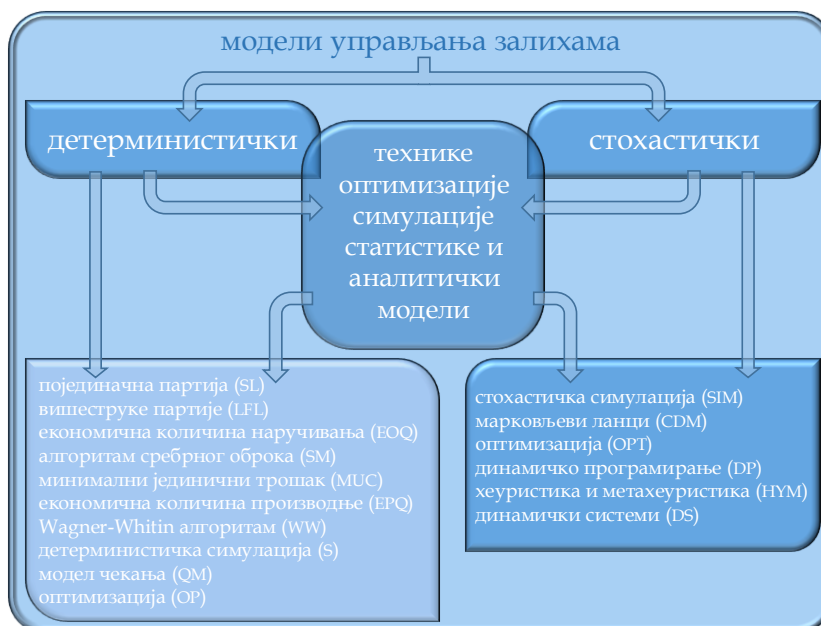 модели управљања залихама
детерминистички
стохастички
технике
оптимизације
симулације
статистике и
аналитички
модели
појединачна партија (SL)
вишеструке партије (LFL)
економична количина наручивања (EOQ)
алгоритам сребрног оброка (SM)
минимални јединични трошак (MUC)
економична количина производње (EPQ)
Wagner-Whitin алгоритам (WW)
детерминистичка симулација (S)
модел чекања (QM)
оптимизација (OP)
стохастичка симулација (SIM)
марковљеви ланци (CDM)
оптимизација (OPT)
динамичко програмирање (DP)
хеуристика и метахеуристика (HYM)
динамички системи (DS)